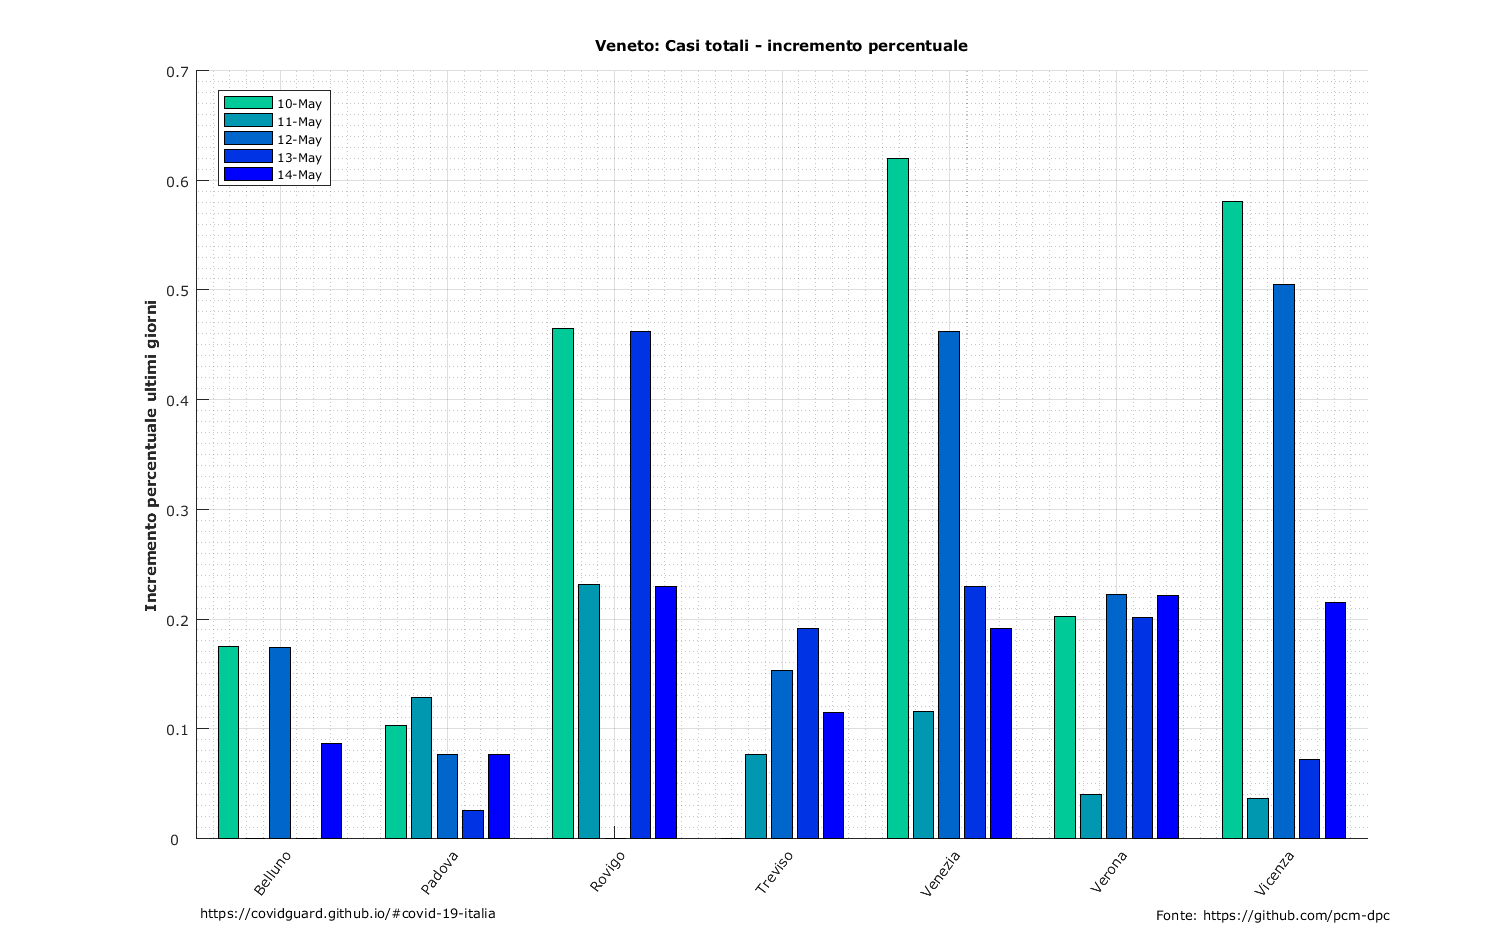 Veneto: Casi totali - incremento percentuale
Incremento percentuale ultimi giorni
0.7
0.6
0.5
0.4
0.3
0.2
0.1
0
10-May
11-May
12-May
13-May
14-May
Belluno
Padova
Rovigo
Treviso
Venezia
Verona
Vicenza
https://covidguard.github.io/#covid-19-italia
Fonte: https://github.com/pcm-dpc